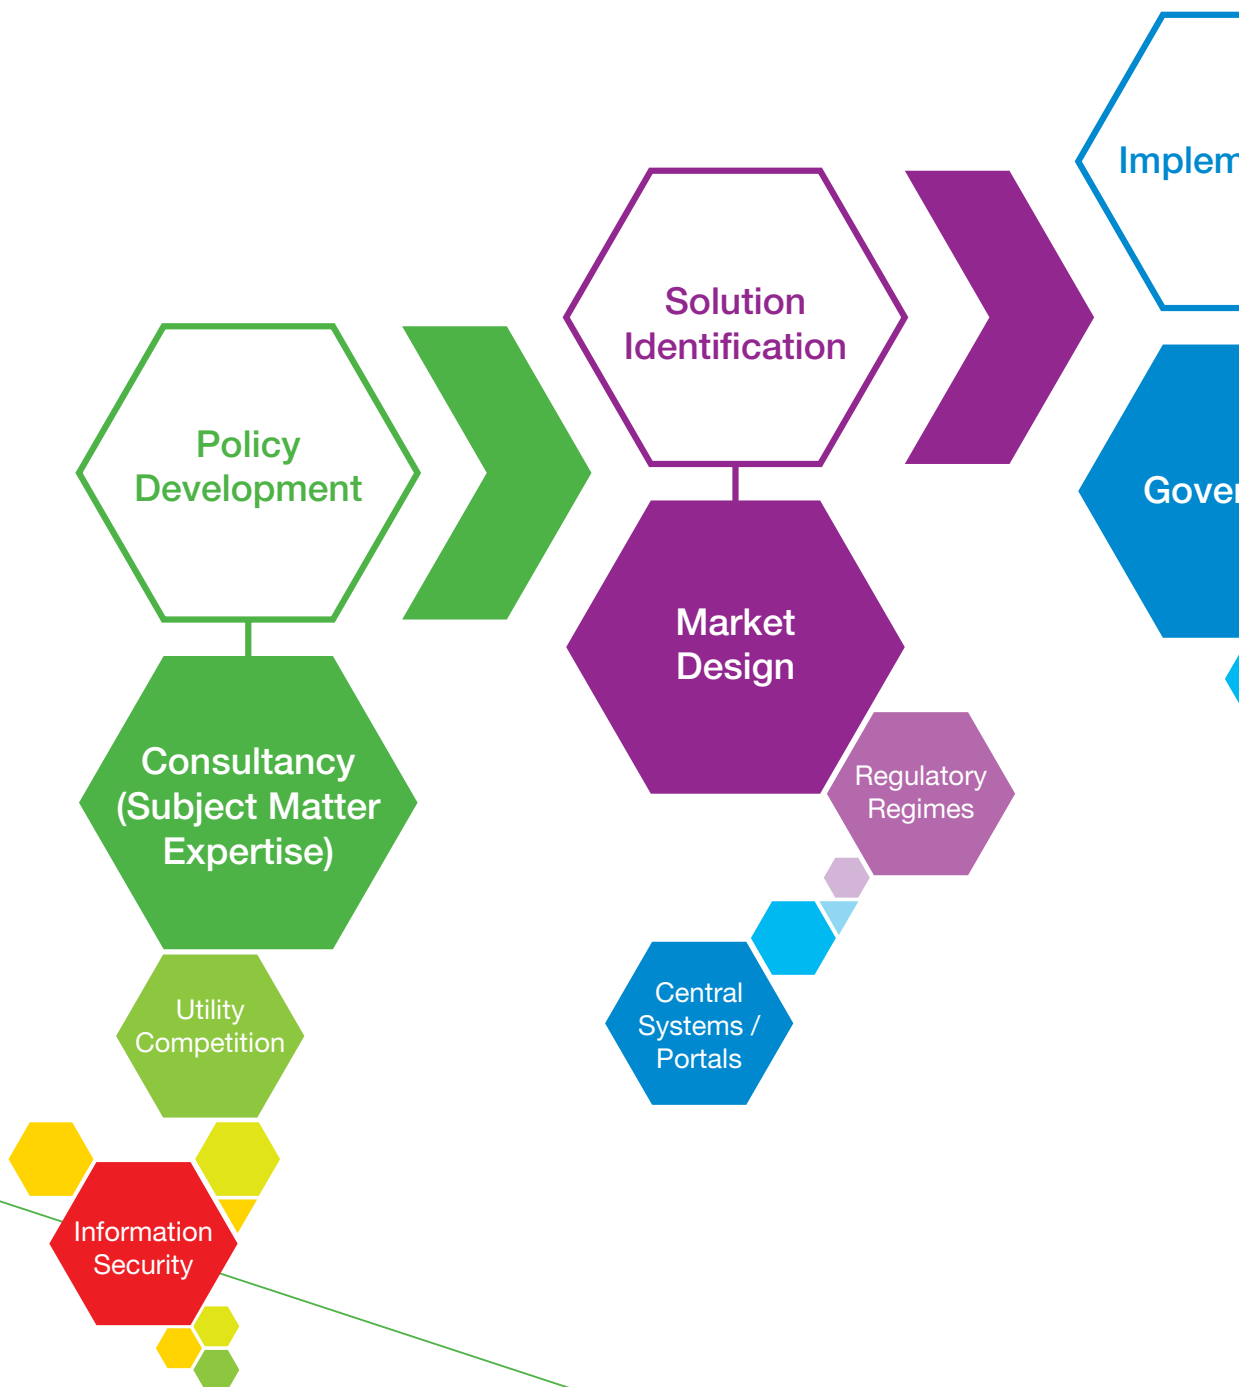 Policy
Development
Consultancy
(Subject Matter
Expertise)
Utility
Competition
Information
Security
Solution
Identification
Market
Design
Regulatory
Regimes
Central
Systems /
Portals